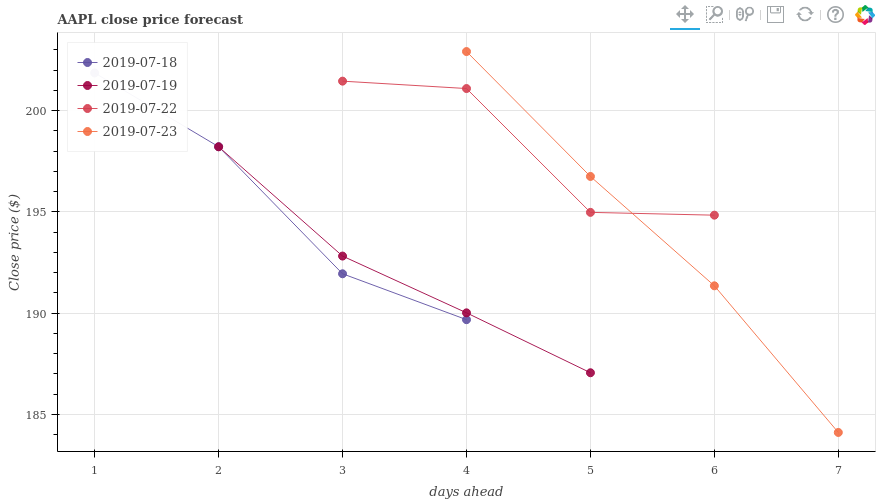 AAPL close price forecast
2019-07-18
2019-07-19
2019-07-22
2019-07-23
Close price ($)
200
195
190
185
1 2 3 4 5 6 7
days ahead